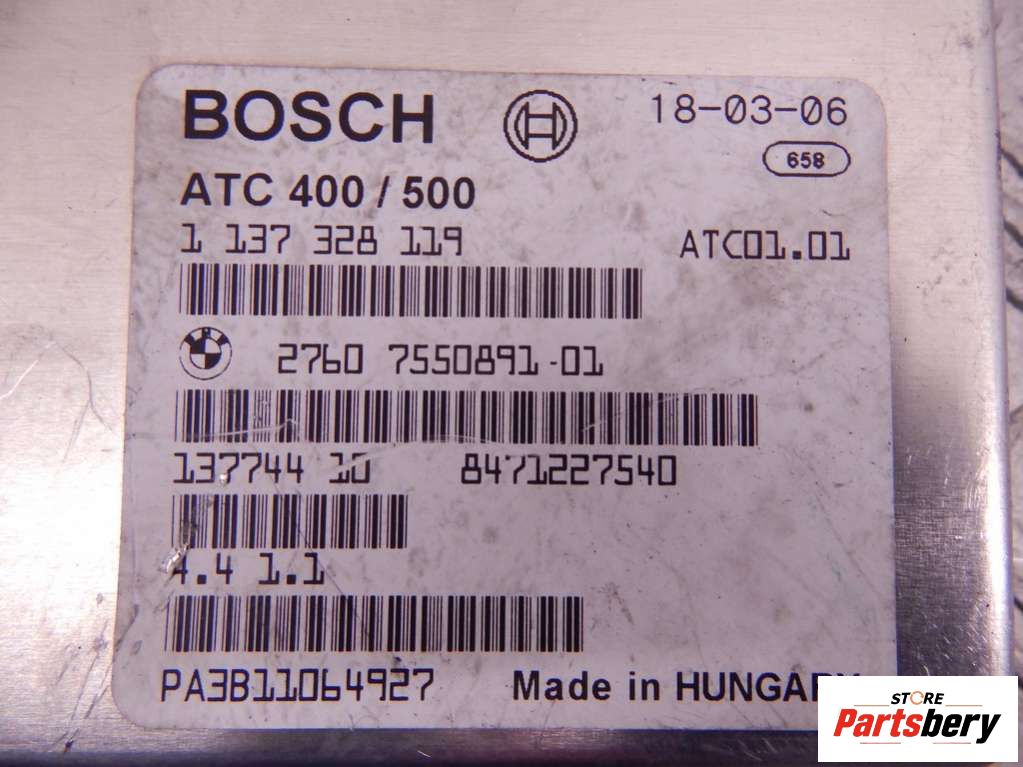 BOSCH
18-03-06
658
ATC 400 / 500
1 137 328 119 ATC01.01
2760 7550891-01
137744 10 8471227540
4.4 1.1
PA3B11064927 Made in HUNGARY
STORE
Partsbery